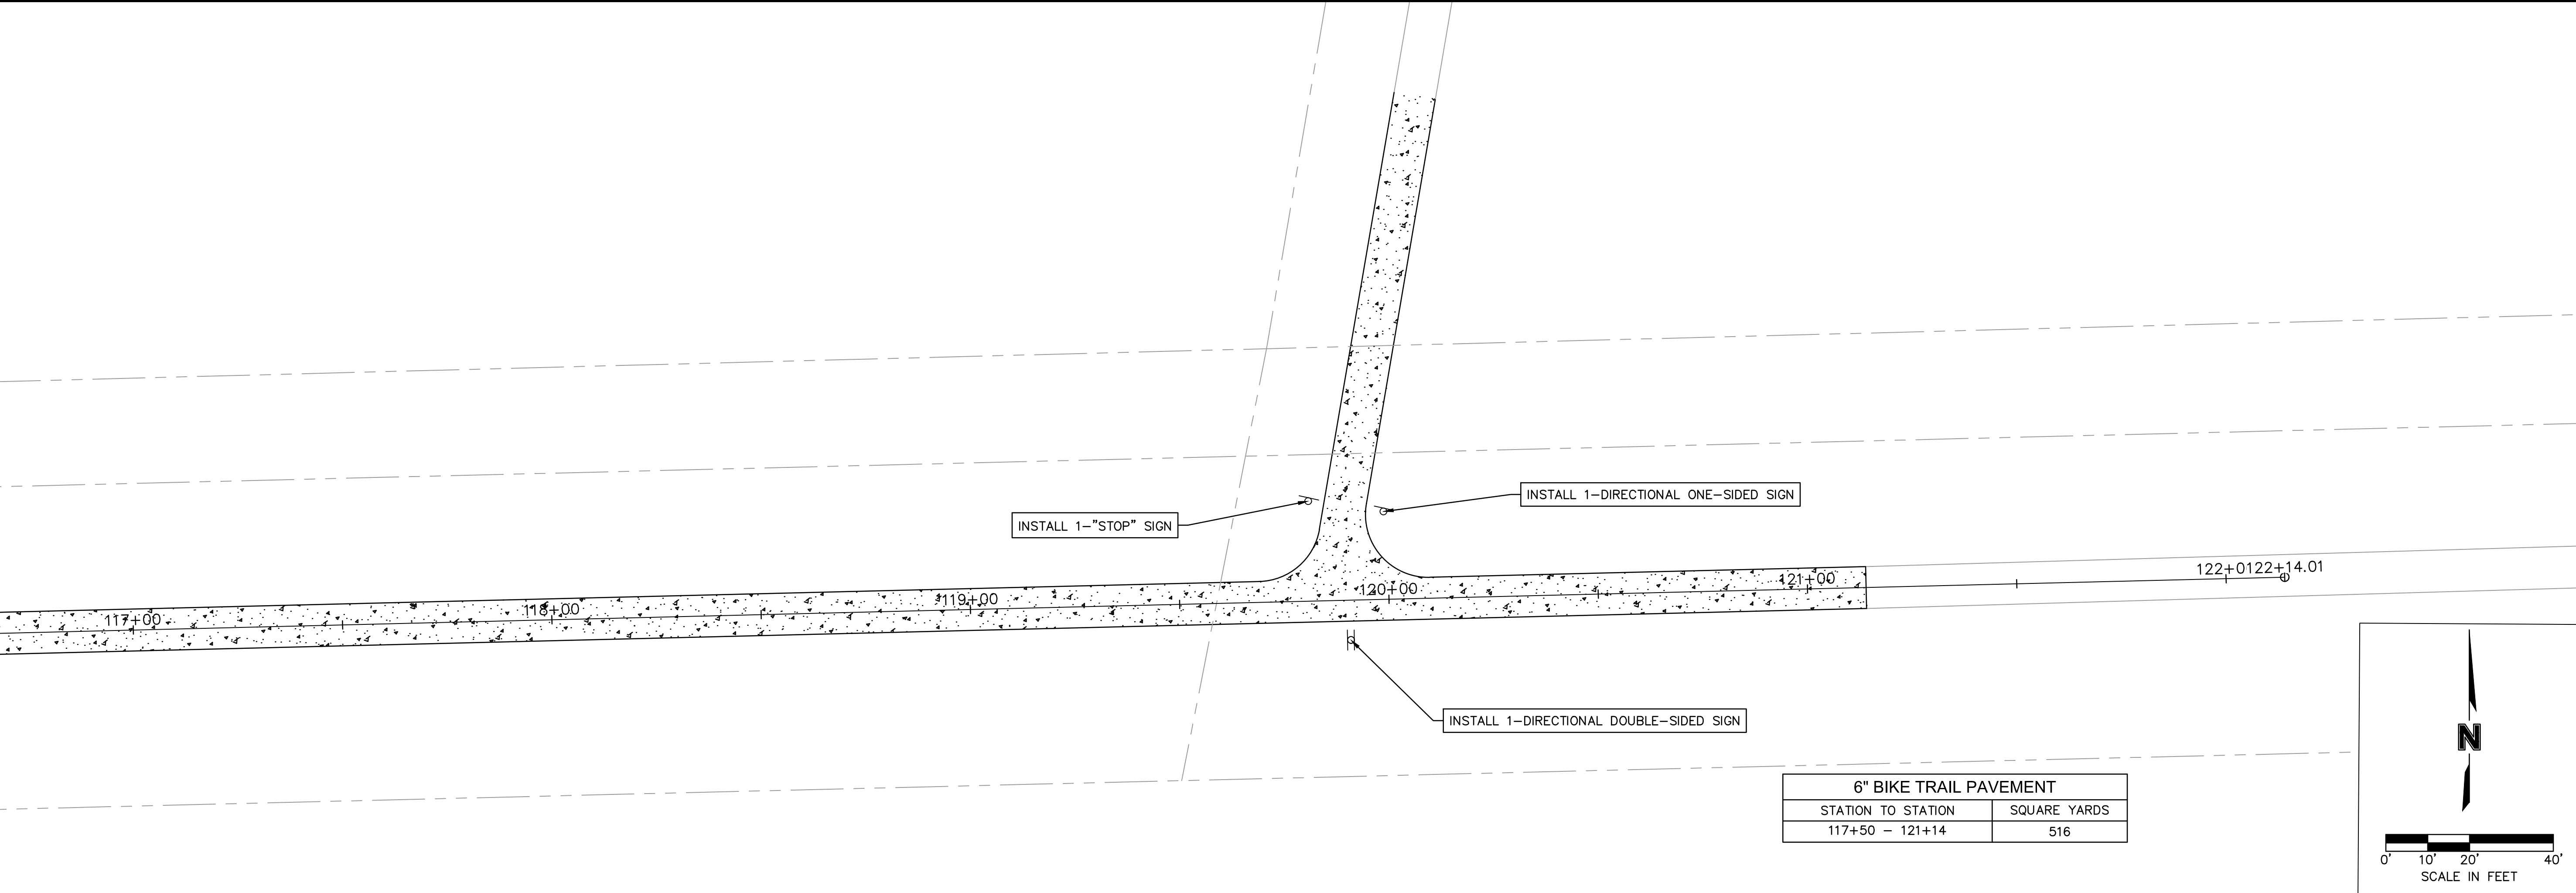 INSTALL 1-DIRECTIONAL ONE-SIDED SIGN
INSTALL 1-"STOP" SIGN
117+00
118+00
119+00
120+00
121+00
122+0122+14.01
INSTALL 1-DIRECTIONAL DOUBLE-SIDED SIGN
6" BIKE TRAIL PAVEMENT
STATION TO STATION SQUARE YARDS
117+50 - 121+14 516
N
0' 10' 20' 40'
SCALE IN FEET